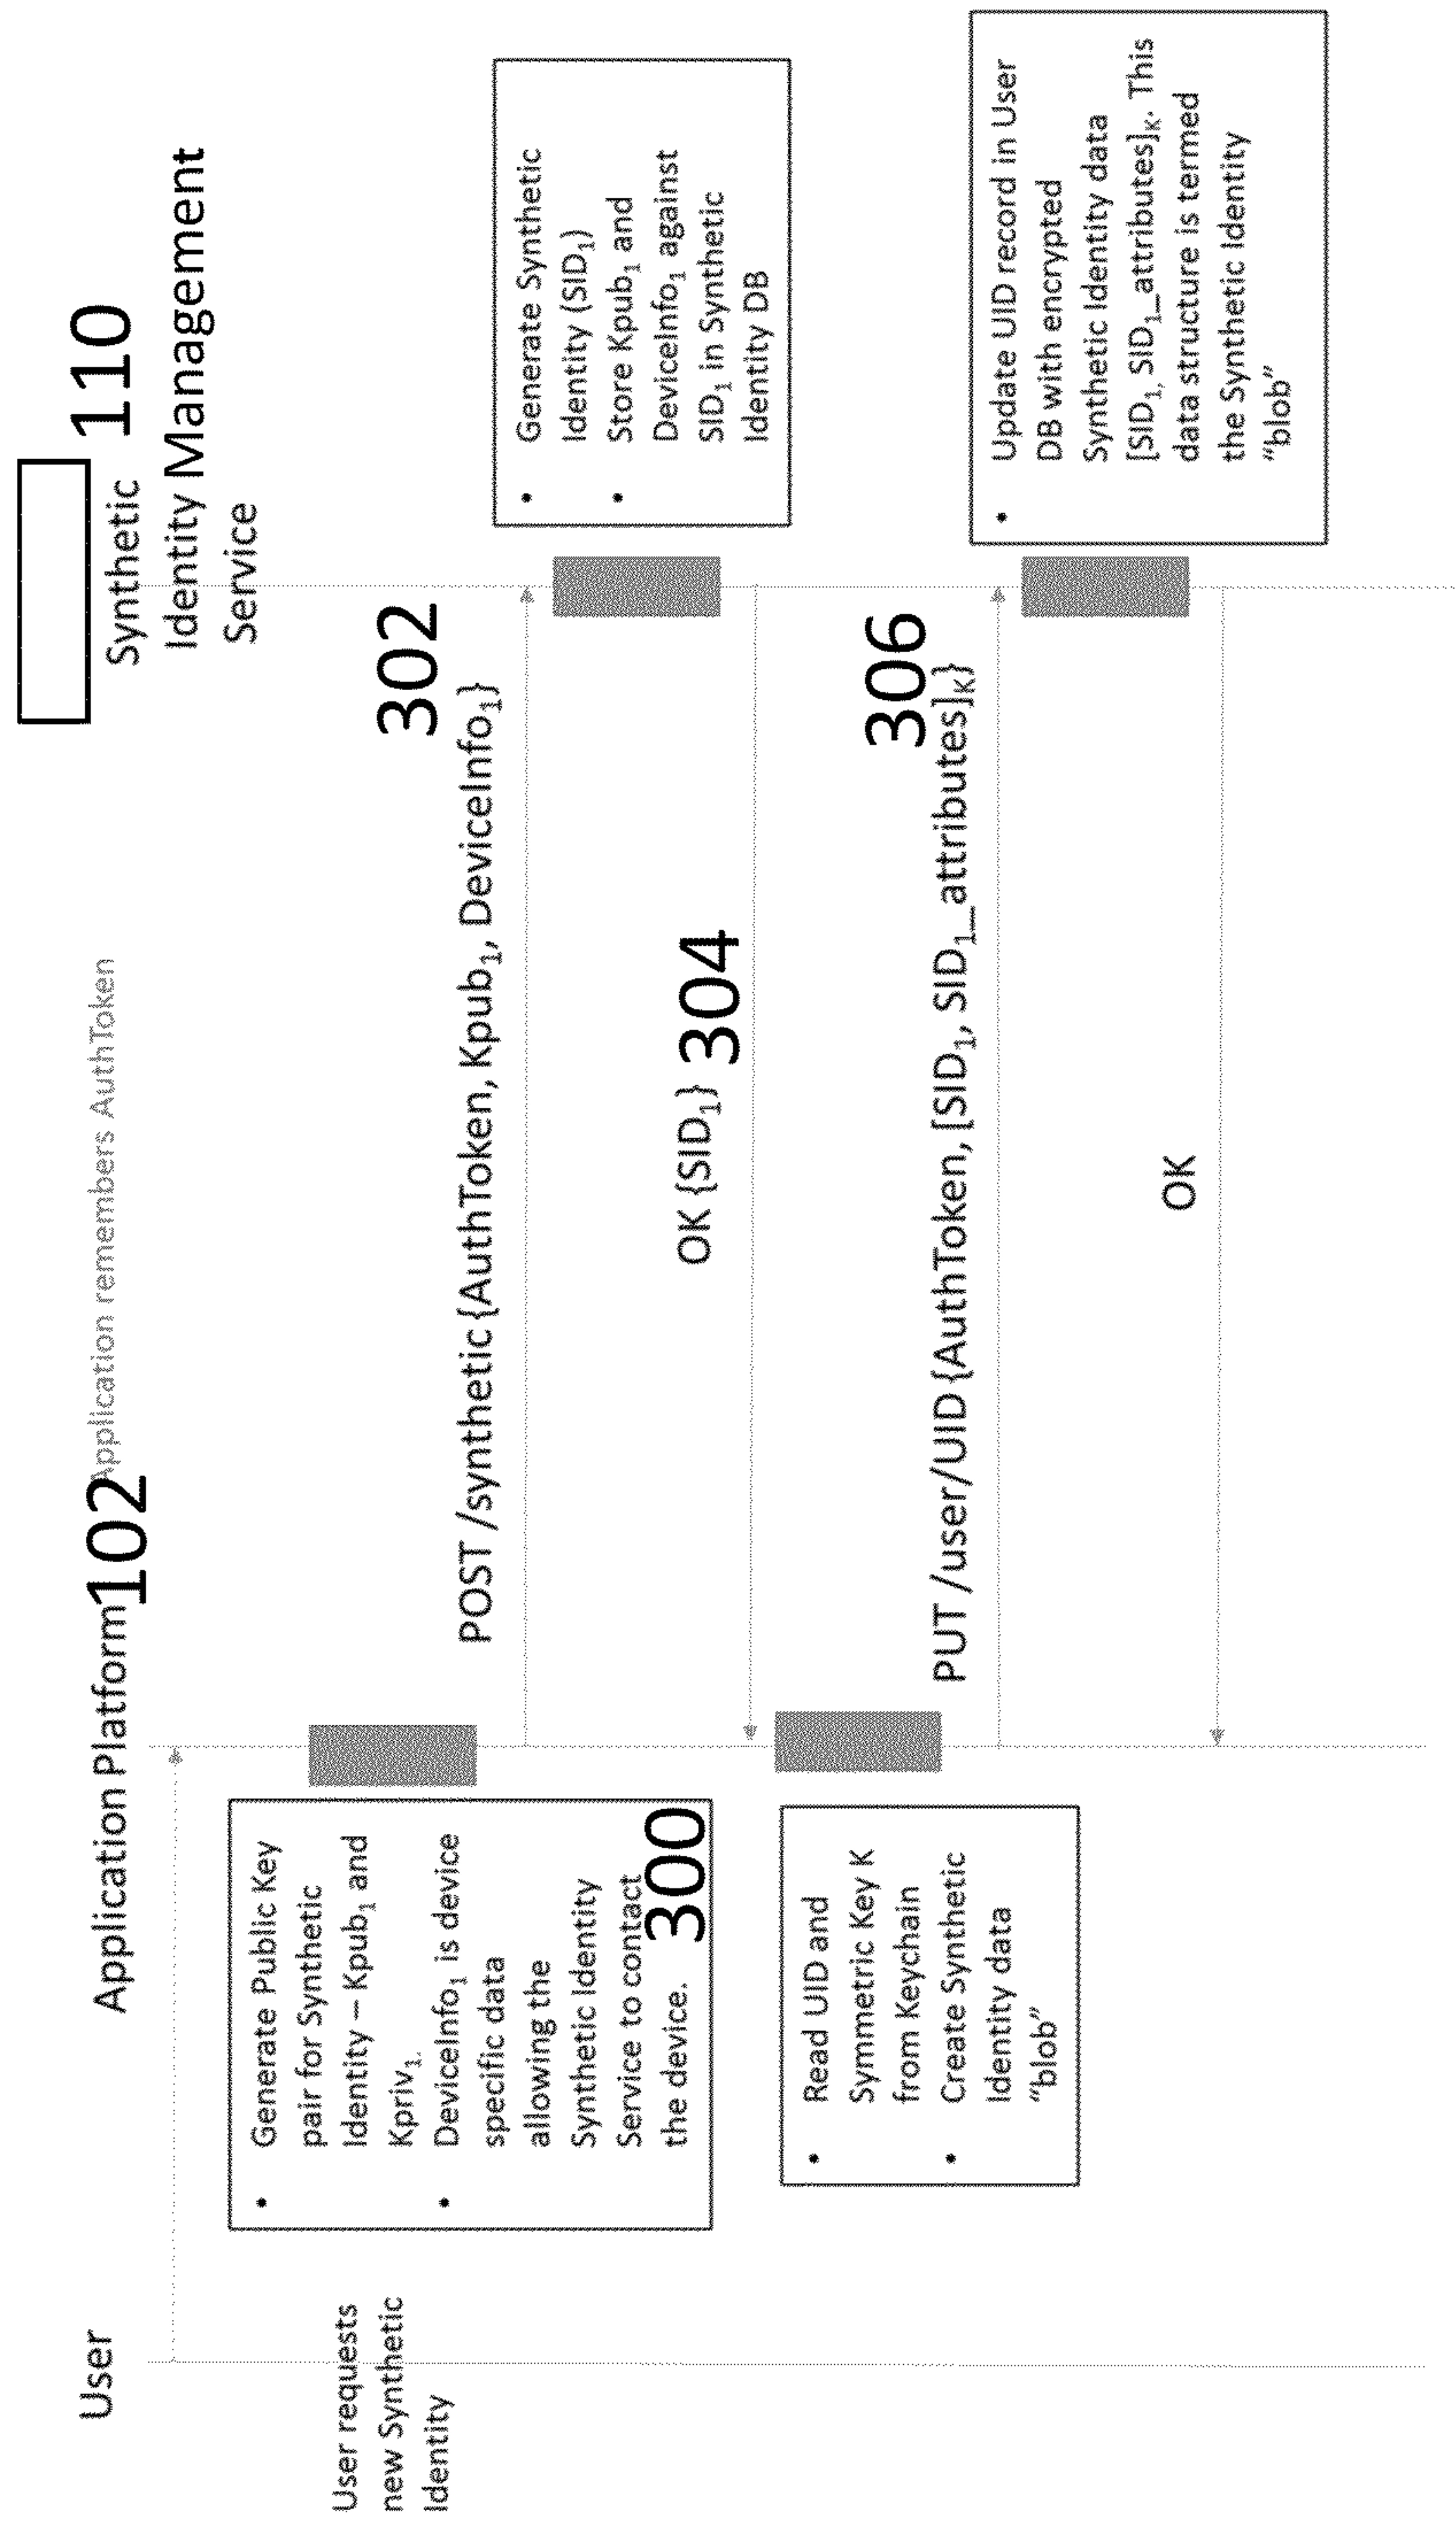 User
Application Platform
102
Application remembers AuthToken
Synthetic
110
Identity Management
Service
User requests
new Synthetic
Identity
• Generate Public Key
pair for Synthetic
Identity – Kpub₁ and
Kpriv₁.
• DeviceInfo₁ is device
specific data
allowing the
Synthetic Identity
Service to contact
the device.
300
302
POST /synthetic {AuthToken, Kpub₁, DeviceInfo₁}
• Generate Synthetic
Identity (SID₁)
• Store Kpub₁ and
DeviceInfo₁ against
SID₁ in Synthetic
Identity DB
OK {SID₁}
304
• Read UID and
Symmetric Key K
from Keychain
• Create Synthetic
Identity data
“blob”
306
PUT /user/UID {AuthToken, [SID₁, SID₁_attributes]ₖ}
• Update UID record in User
DB with encrypted
Synthetic Identity data
[SID₁, SID₁_attributes]ₖ. This
data structure is termed
the Synthetic Identity
“blob”
OK